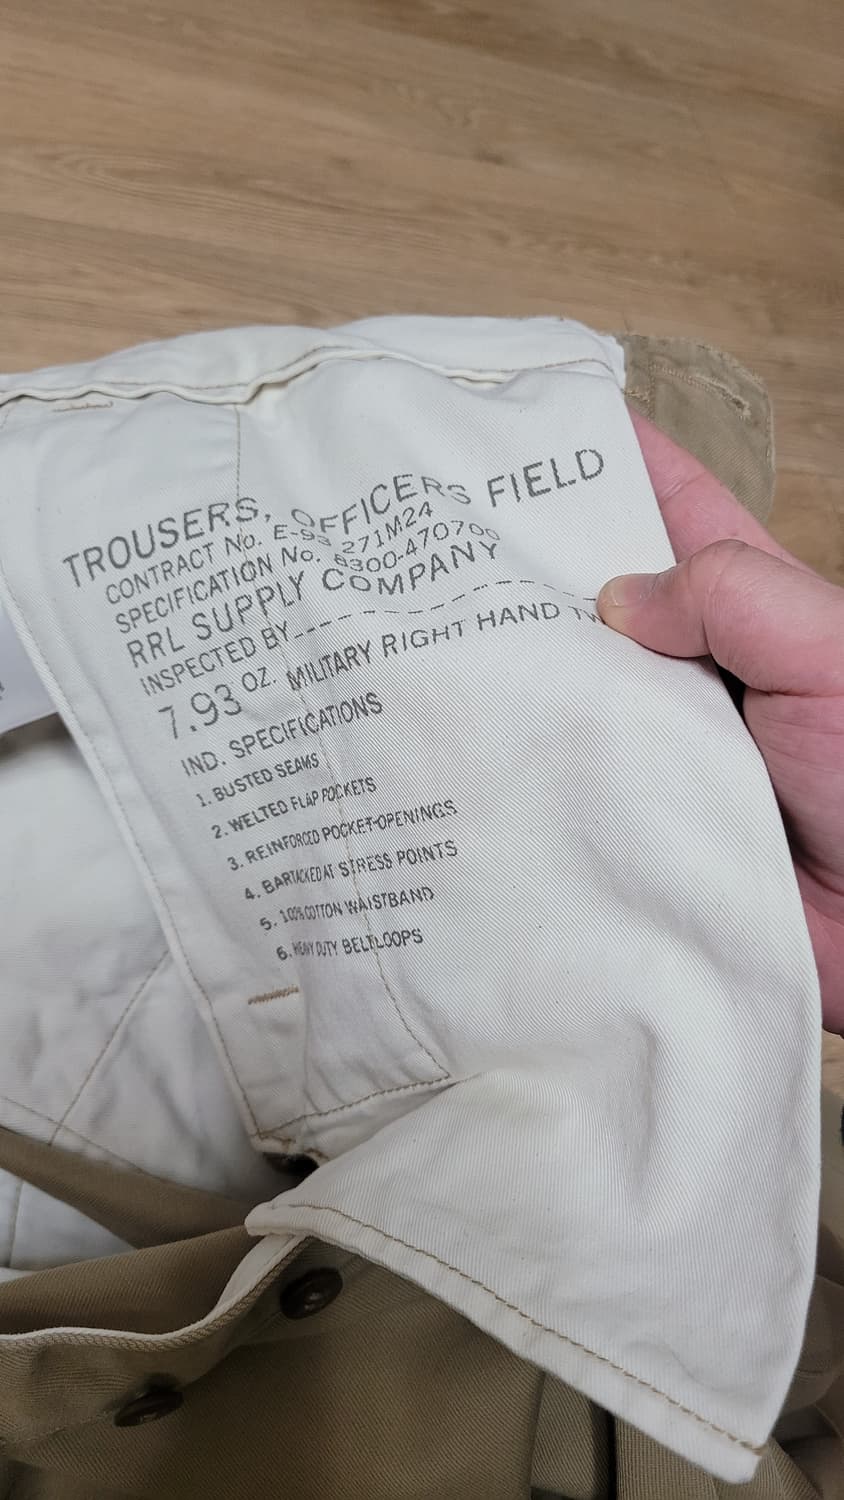 TROUSERS, OFFICERS FIELD
CONTRACT No. E-93 271M24
SPECIFICATION No. 8300-470700
RRL SUPPLY COMPANY
INSPECTED BY
7.93 OZ. MILITARY RIGHT HAND TW
IND. SPECIFICATIONS
1. BUSTED SEAMS
2. WELTED FLAP POCKETS
3. REINFORCED POCKET-OPENINGS
4. BARTACKED AT STRESS POINTS
5. 100% COTTON WAISTBAND
6. HEAVY DUTY BELTLOOPS